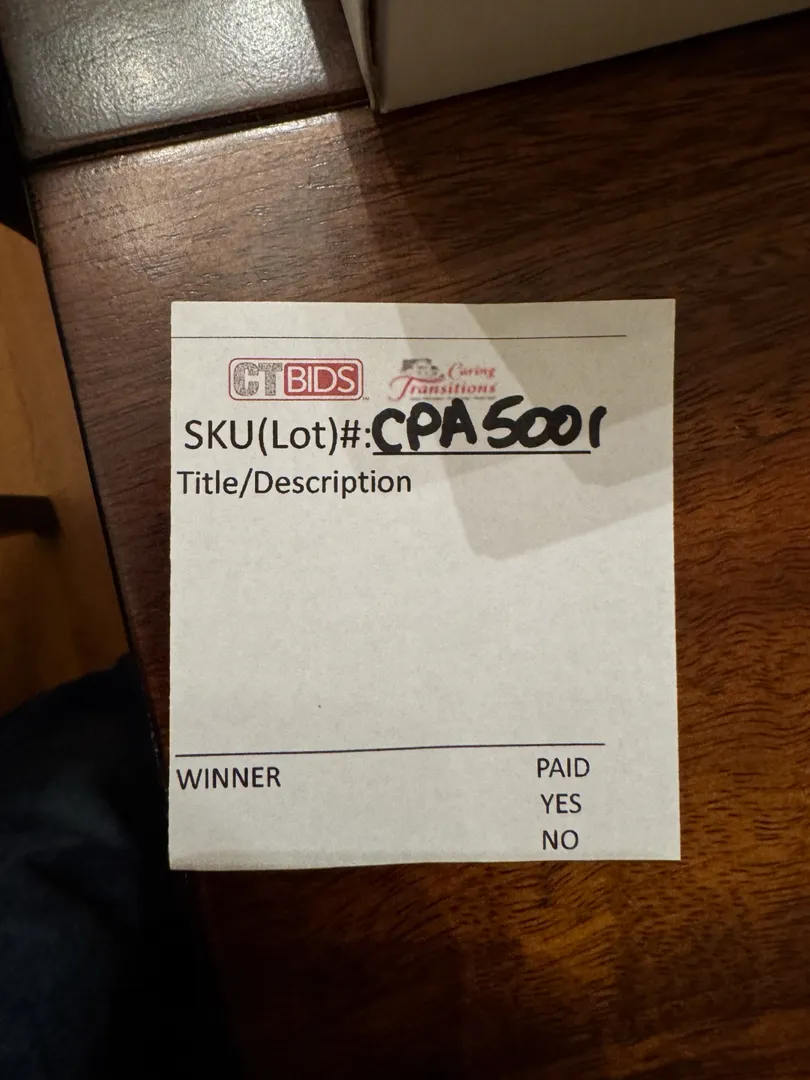 CTBIDS Caring
Transitions
SKU(Lot)#:CPA5001
Title/Description
WINNER PAID
YES
NO